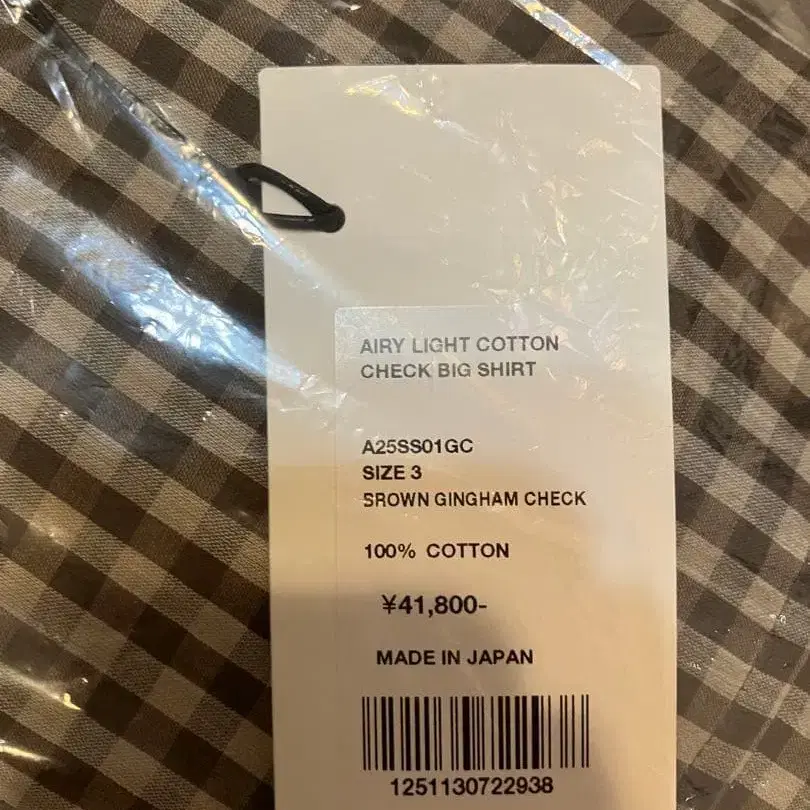 AIRY LIGHT COTTON
CHECK BIG SHIRT
A25SS01GC
SIZE 3
BROWN GINGHAM CHECK
100% COTTON
¥41,800-
MADE IN JAPAN
1251130722938